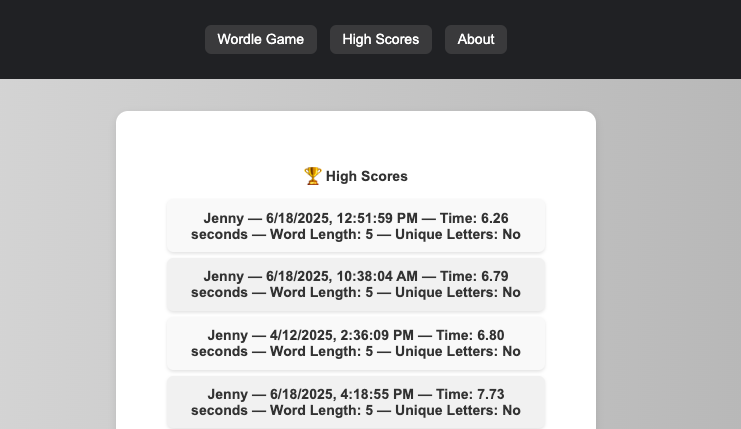 Wordle Game High Scores About
🏆 High Scores
Jenny — 6/18/2025, 12:51:59 PM — Time: 6.26
seconds — Word Length: 5 — Unique Letters: No
Jenny — 6/18/2025, 10:38:04 AM — Time: 6.79
seconds — Word Length: 5 — Unique Letters: No
Jenny — 4/12/2025, 2:36:09 PM — Time: 6.80
seconds — Word Length: 5 — Unique Letters: No
Jenny — 6/18/2025, 4:18:55 PM — Time: 7.73
seconds — Word Length: 5 — Unique Letters: No